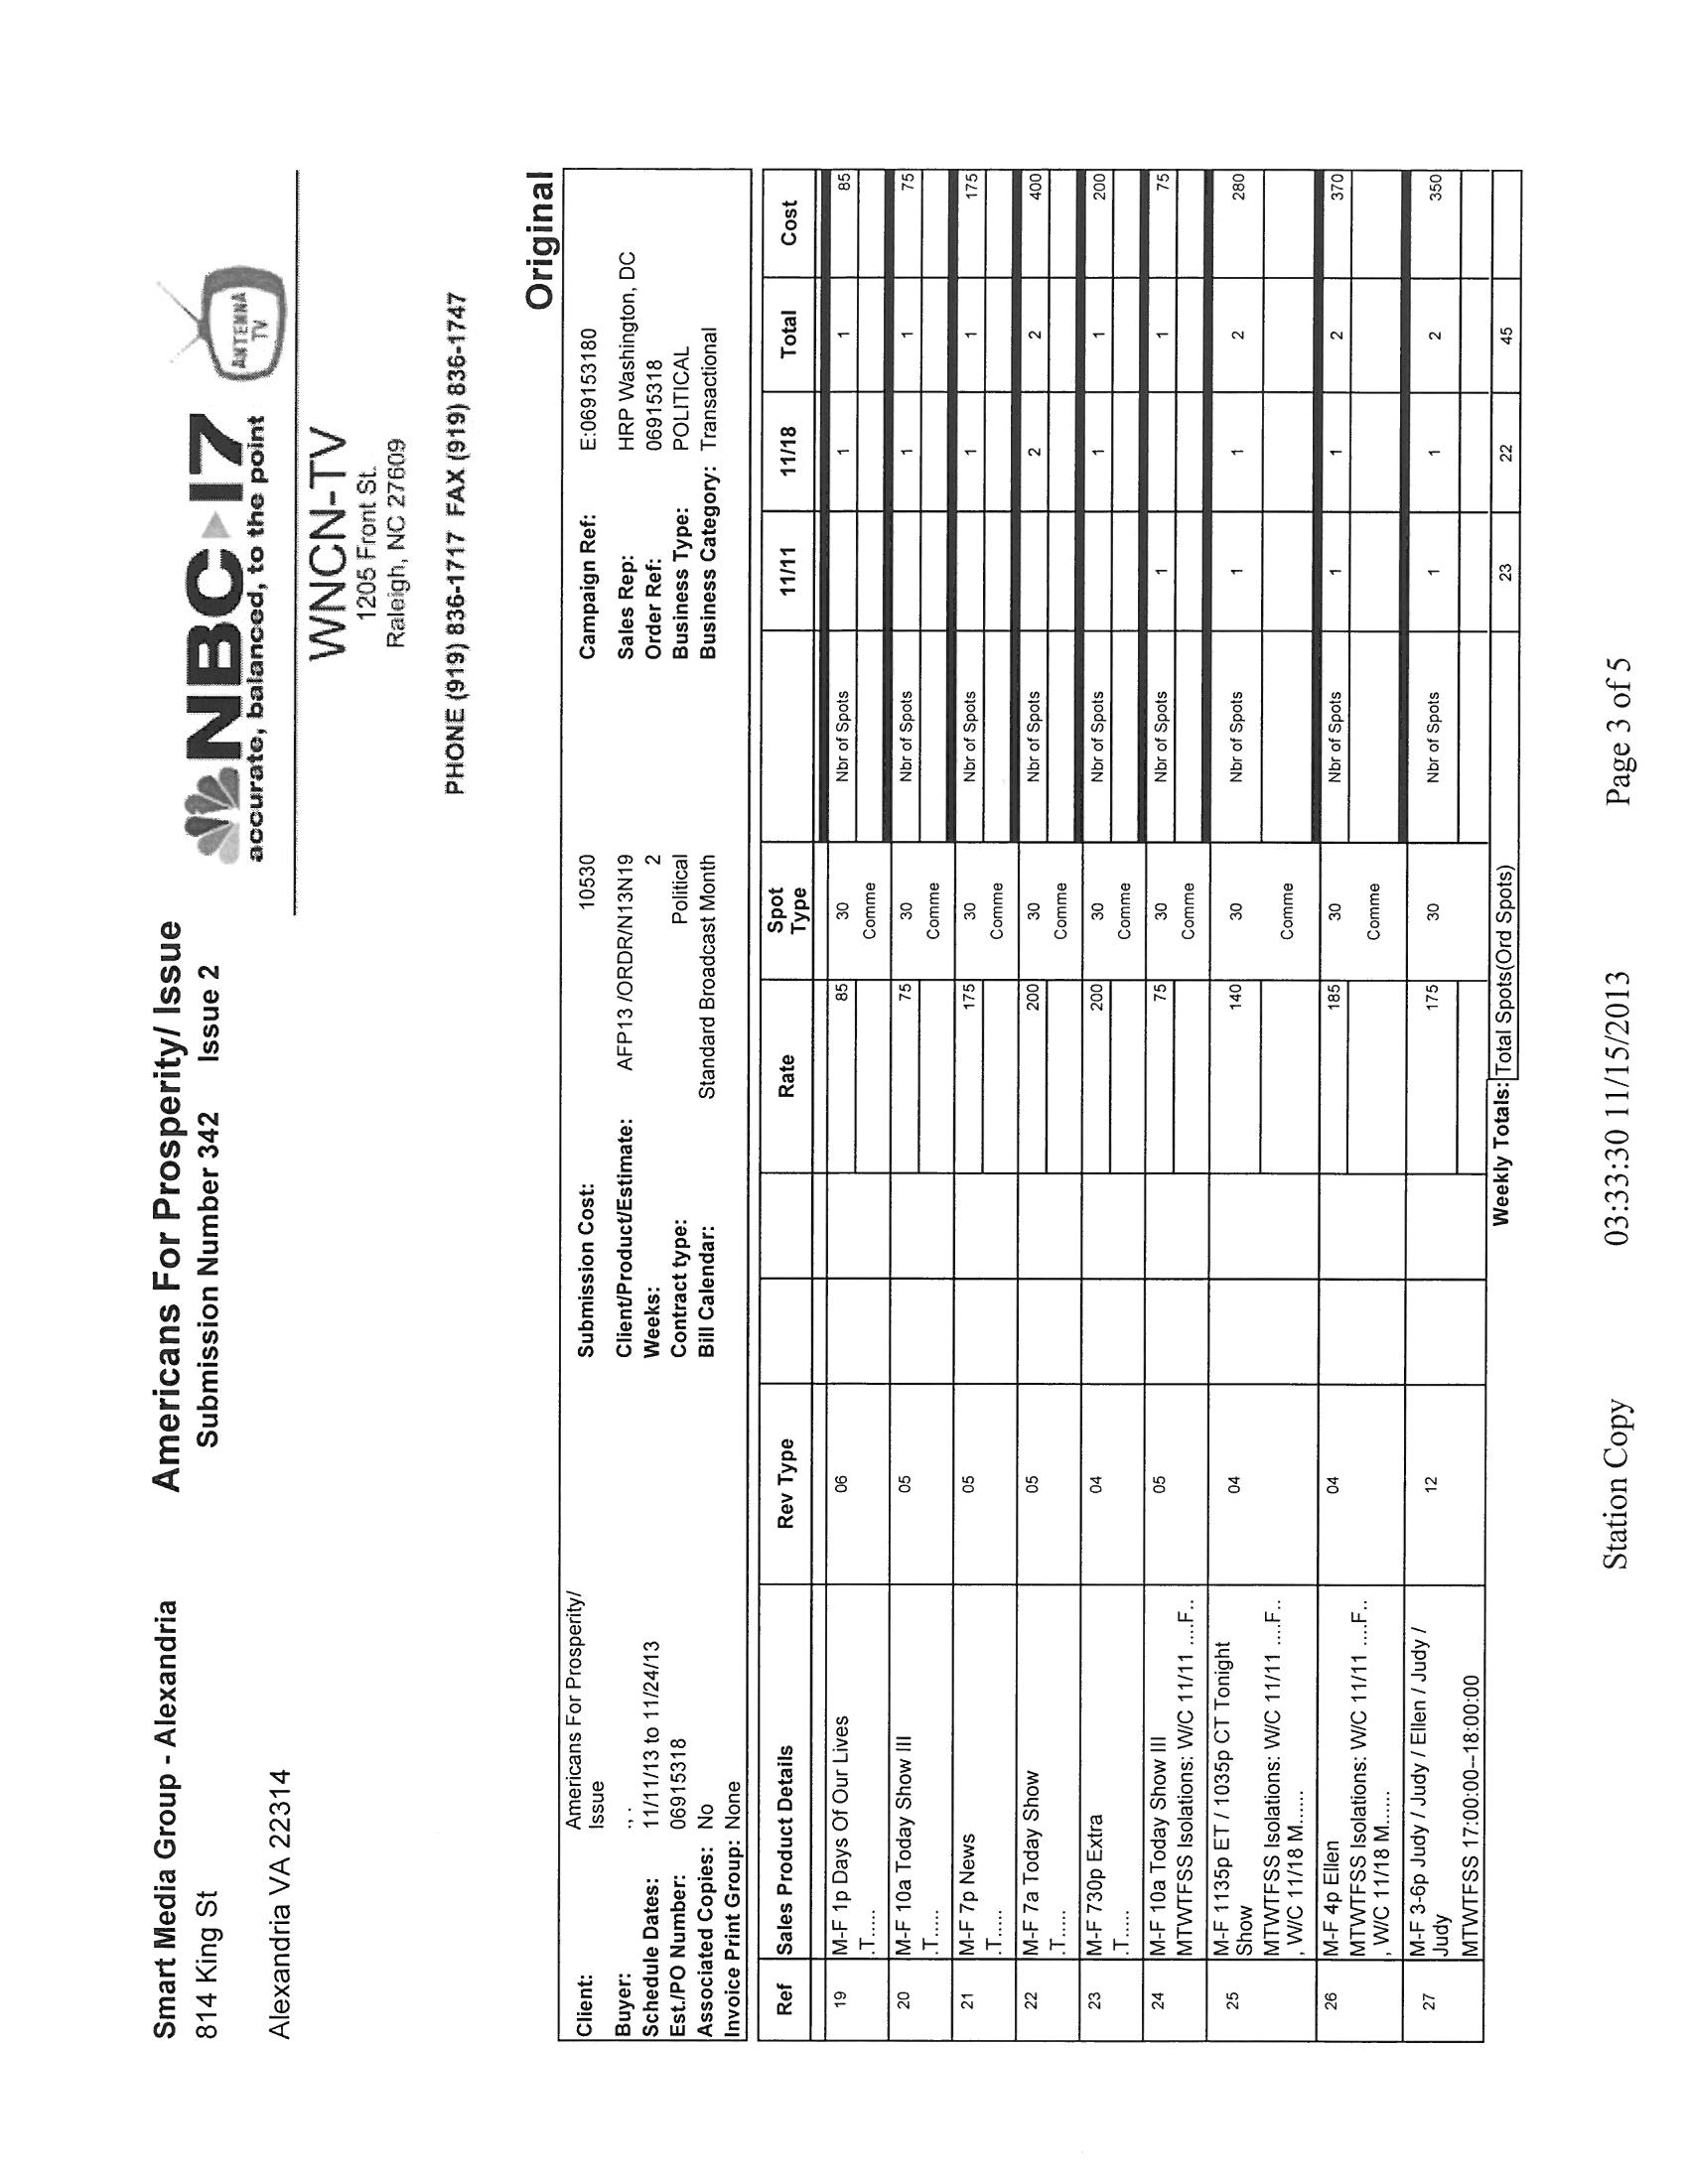 Smart Media Group - Alexandria
814 King St
Alexandria VA 22314
Americans For Prosperity/ Issue
Submission Number 342 Issue 2
NBC 17
accurate, balanced, to the point
ANTENNA TV
WNCN-TV
1205 Front St.
Raleigh, NC 27609
PHONE (919) 836-1717 FAX (919) 836-1747
Original
Client: Americans For Prosperity/ Issue
Buyer: , .
Schedule Dates: 11/11/13 to 11/24/13
Est./PO Number: 06915318
Associated Copies: No
Invoice Print Group: None
Submission Cost: 10530
Client/Product/Estimate: AFP13 /ORDR/N13N19
Weeks: 2
Contract type: Political
Bill Calendar: Standard Broadcast Month
Campaign Ref: E:069153180
Sales Rep: HRP Washington, DC
Order Ref: 06915318
Business Type: POLITICAL
Business Category: Transactional
Ref Sales Product Details Rev Type Rate Spot Type 11/11 11/18 Total Cost
19 M-F 1p Days Of Our Lives 06 85 30 Nbr of Spots 1 1 85
.T..... Comme
20 M-F 10a Today Show III 05 75 30 Nbr of Spots 1 1 75
.T..... Comme
21 M-F 7p News 05 175 30 Nbr of Spots 1 1 175
.T..... Comme
22 M-F 7a Today Show 05 200 30 Nbr of Spots 2 2 400
.T..... Comme
23 M-F 730p Extra 04 200 30 Nbr of Spots 1 1 200
.T..... Comme
24 M-F 10a Today Show III 05 75 30 Nbr of Spots 1 1 75
MTWTFSS Isolations: W/C 11/11 ....F.. Comme
25 M-F 1135p ET / 1035p CT Tonight 04 140 30 Nbr of Spots 1 1 2 280
Show
MTWTFSS Isolations: W/C 11/11 ....F.. Comme
, W/C 11/18 M......
26 M-F 4p Ellen 04 185 30 Nbr of Spots 1 1 2 370
MTWTFSS Isolations: W/C 11/11 ....F.. Comme
, W/C 11/18 M......
27 M-F 3-6p Judy / Judy / Ellen / Judy / 12 175 30 Nbr of Spots 1 1 2 350
Judy
MTWTFSS 17:00:00--18:00:00
Weekly Totals: Total Spots(Ord Spots) 23 22 45
Station Copy 03:33:30 11/15/2013 Page 3 of 5